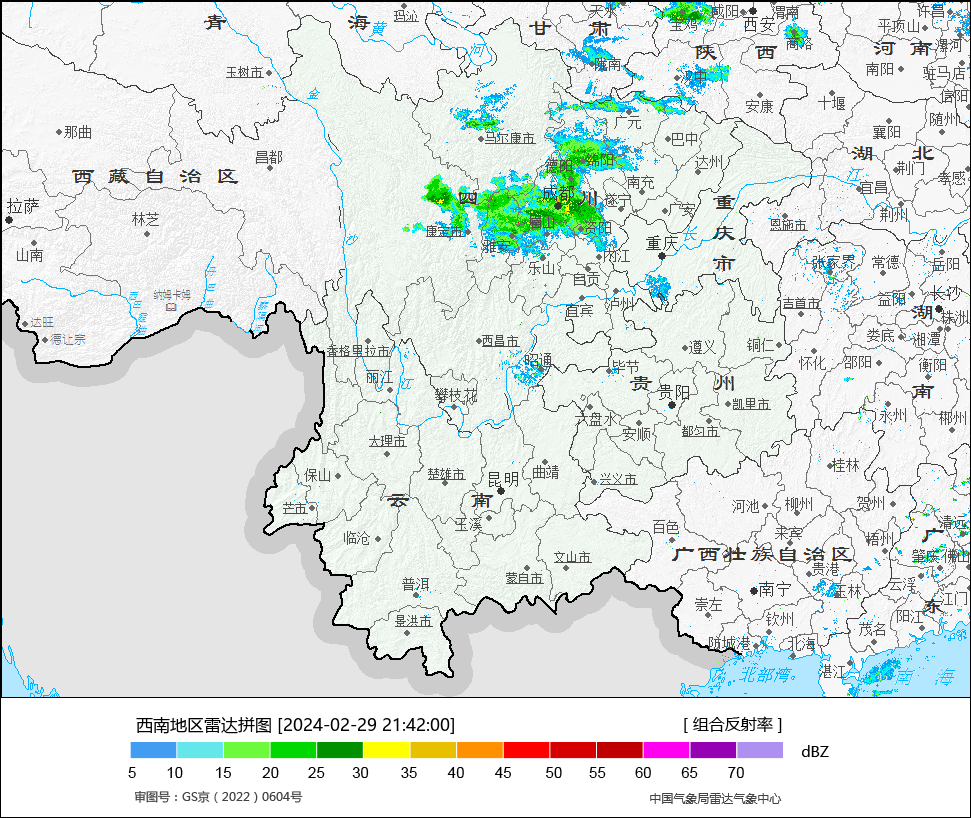 青 海
玛沁
黄
河
甘 肃
天水
宝鸡
咸阳
西安
渭南
商洛
许昌
平顶山
漯河
陕 西
河 南
南阳
驻马店
信阳
玉树市
金
陇南
汉中
安康
十堰
襄阳
随州
那曲
马尔康市
广元
巴中
湖 北
昌都
德阳
绵阳
达州
荆门
孝感
西藏自治区
南充
江
宜昌
拉萨
四 川
成都
遂宁
广安
重庆市
荆州
林芝
康定市
眉山
资阳
恩施市
沙
雅安
重庆
长
山南
乐山
内江
张家界
常德
岳阳
自贡
纳姆卡姆
宜宾
泸州
吉首市
益阳
长沙
湖
株洲
达旺
德让宗
西昌市
娄底
湘潭
香格里拉市
昭通
遵义
铜仁
怀化
邵阳
衡阳
丽江
江
毕节
贵 州
贵阳
南
攀枝花
六盘水
凯里市
永州
郴州
安顺
都匀市
大理市
保山
楚雄市
昆明
曲靖
兴义市
桂林
芒市
云 南
河池
柳州
贺州
玉溪
百色
来宾
清远
临沧
梧州
广
文山市
广西壮族自治区
肇庆
佛山
普洱
蒙自市
贵港
南宁
玉林
云浮
江门
崇左
东
景洪市
钦州
阳江
茂名
防城港
北海
湛江
北部湾
南 海
西南地区雷达拼图 [2024-02-29 21:42:00]
[ 组合反射率 ]
dBZ
5 10 15 20 25 30 35 40 45 50 55 60 65 70
审图号：GS京（2022）0604号
中国气象局雷达气象中心